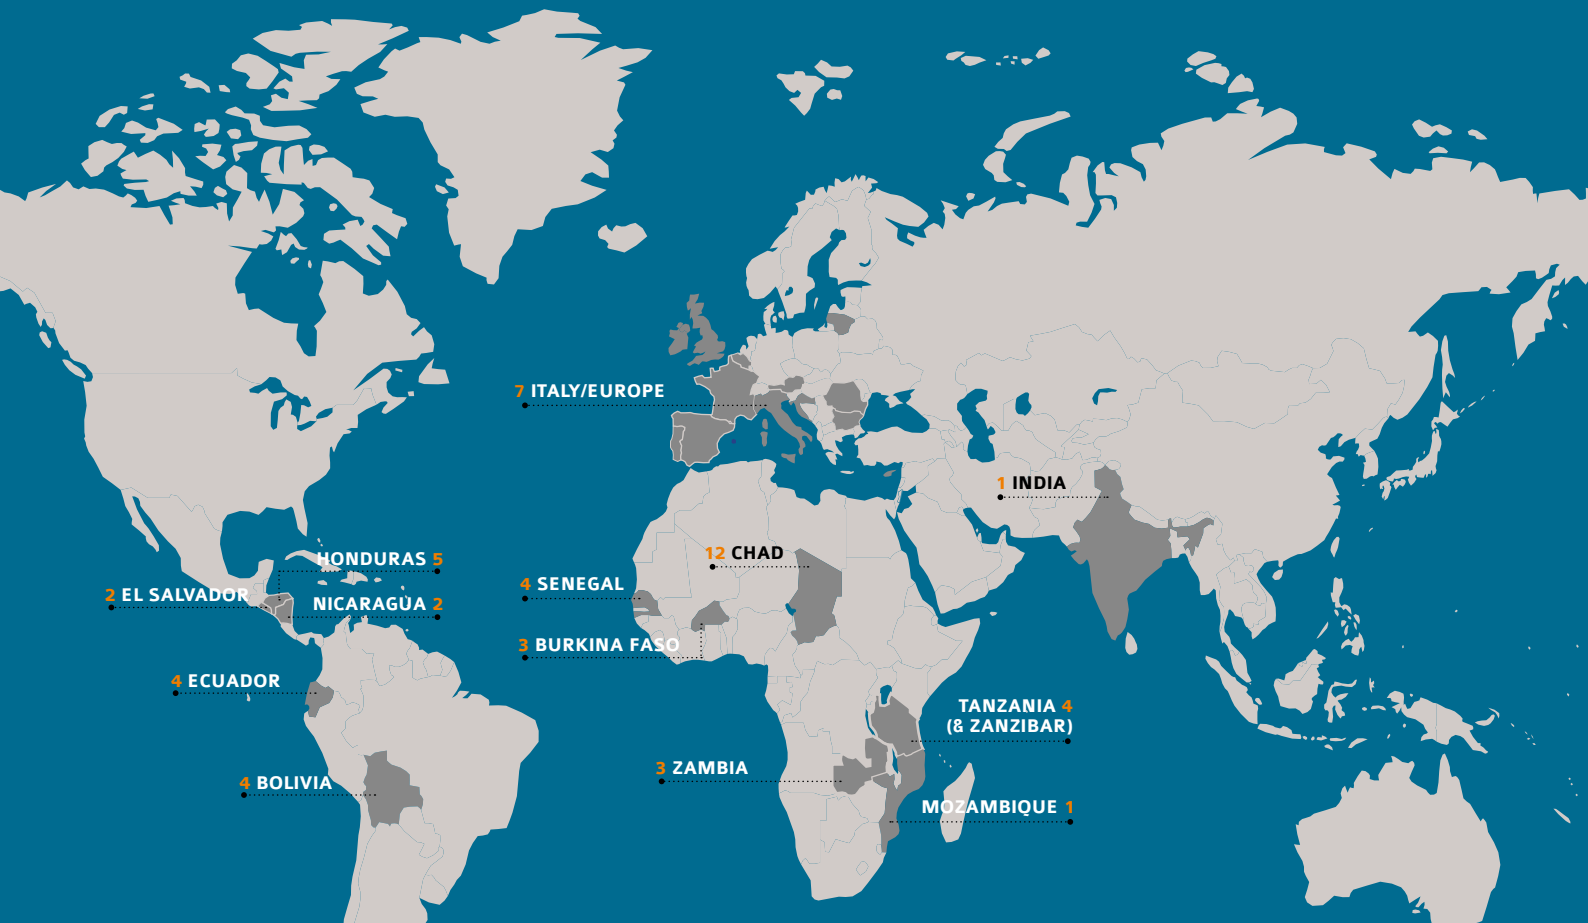 7 ITALY/EUROPE
1 INDIA
12 CHAD
HONDURAS 5
4 SENEGAL
2 EL SALVADOR
NICARAGUA 2
3 BURKINA FASO
4 ECUADOR
TANZANIA 4
(& ZANZIBAR)
3 ZAMBIA
4 BOLIVIA
MOZAMBIQUE 1